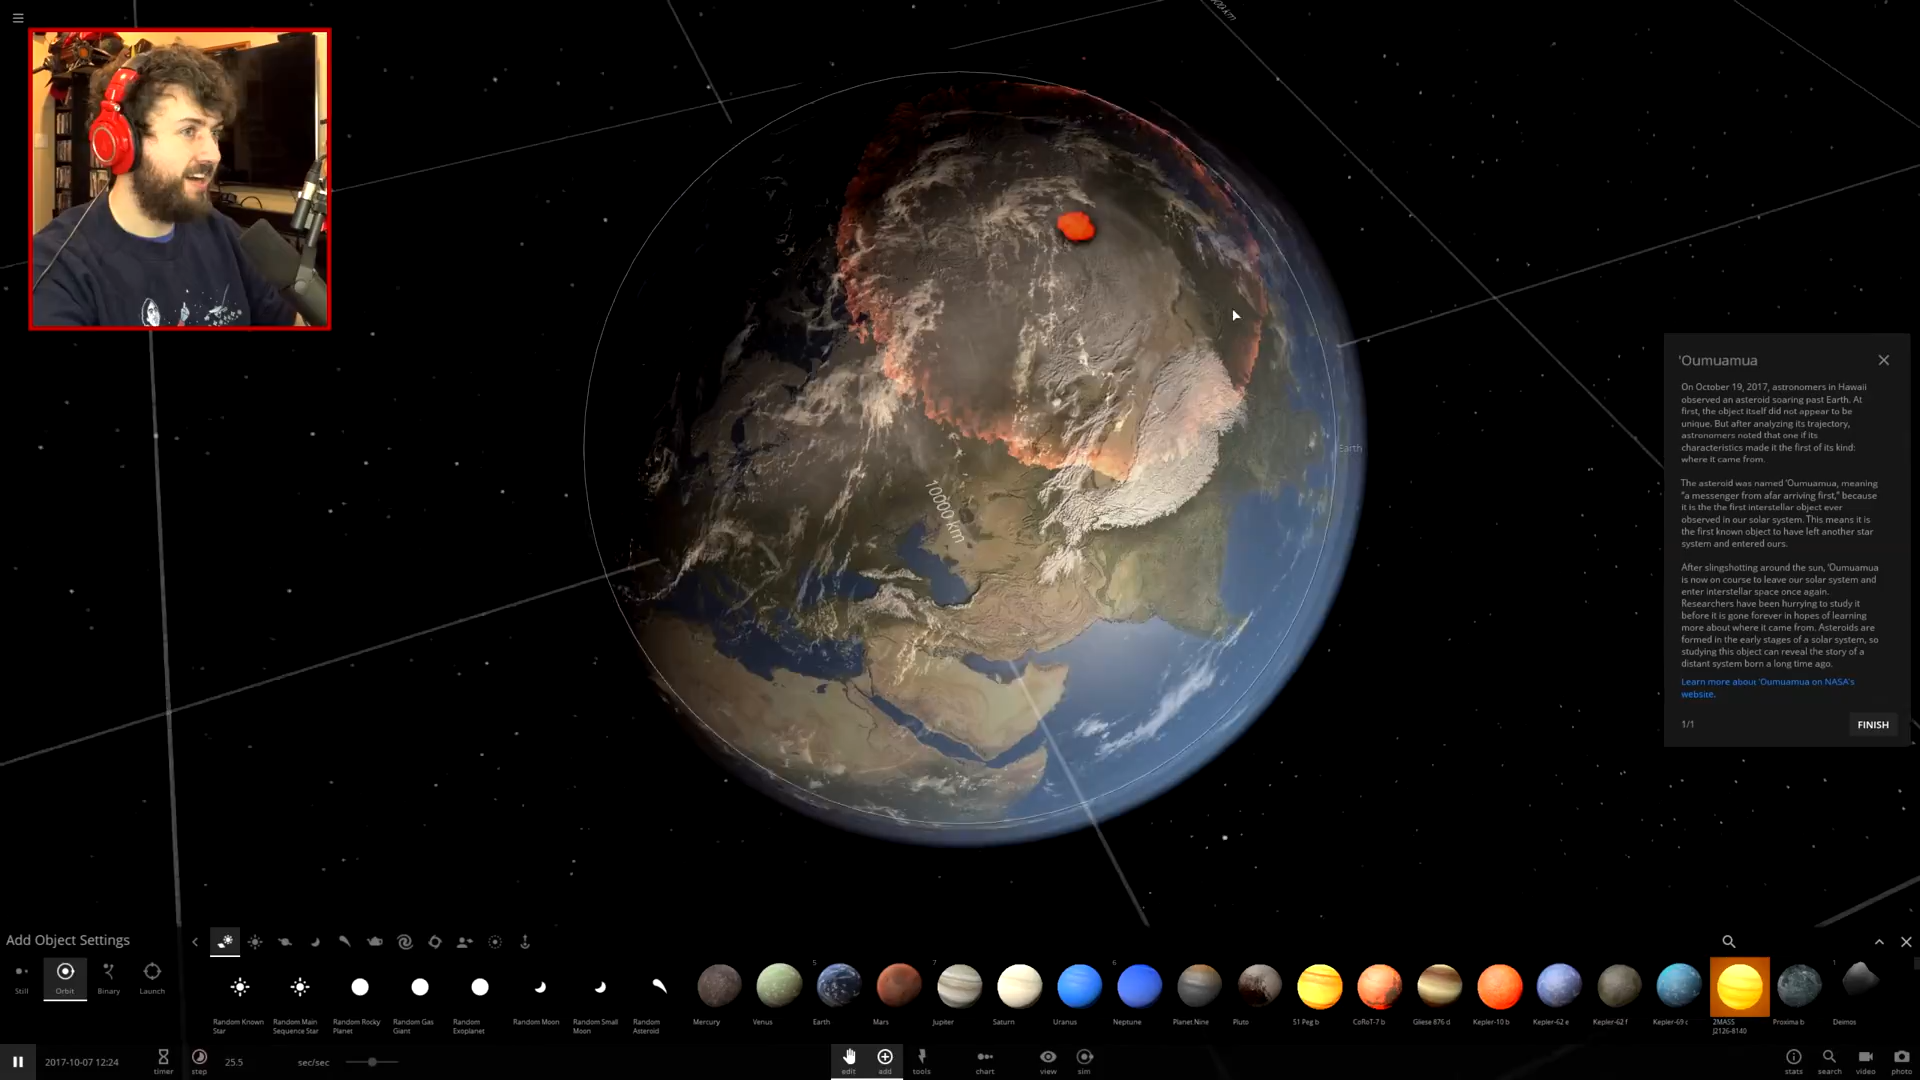 000 km
'Oumuamua
On October 19, 2017, astronomers in Hawaii
observed an asteroid soaring past Earth. At
first, the object itself did not appear to be
unique. But after analyzing its trajectory,
astronomers noted that one if its
characteristics made it the first of its kind:
where it came from.
The asteroid was named 'Oumuamua, meaning
"a messenger from afar arriving first," because
it is the the first interstellar object ever
observed in our solar system. This means it is
the first known object to have left another star
system and entered ours.
After slingshotting around the sun, 'Oumuamua
is now on course to leave our solar system and
enter interstellar space once again.
Researchers have been hurrying to study it
before it is gone forever in hopes of learning
more about where it came from. Asteroids are
formed in the early stages of a solar system, so
studying this object can reveal the story of a
distant system born a long time ago.
Learn more about 'Oumuamua on NASA's
website.
1/1 FINISH
Earth
10000 km
Add Object Settings
Still Orbit Binary Launch
5 7 6 1
Random Known Star
Random Main Sequence Star
Random Rocky Planet
Random Gas Giant
Random Exoplanet
Random Moon
Random Small Moon
Random Asteroid
Mercury
Venus
Earth
Mars
Jupiter
Saturn
Uranus
Neptune
Planet Nine
Pluto
51 Peg b
CoRoT-7 b
Gliese 876 d
Kepler-10 b
Kepler-62 e
Kepler-62 f
Kepler-69 c
2MASS J2126-8140
Proxima b
Deimos
2017-10-07 12:24 timer step 25.5 sec/sec edit add tools chart view sim stats search video photo